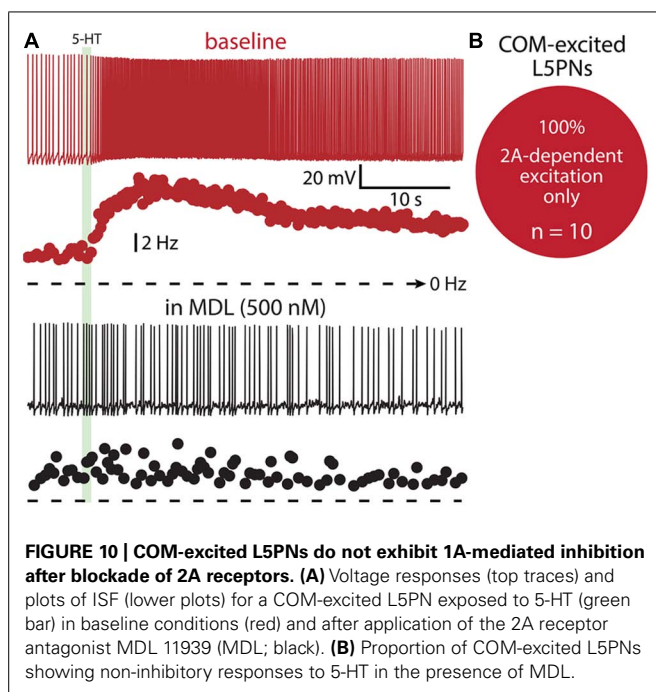 A
5-HT
baseline
B
COM-excited
L5PNs
100%
2A-dependent
excitation
only
n = 10
20 mV
10 s
2 Hz
0 Hz
in MDL (500 nM)
FIGURE 10 | COM-excited L5PNs do not exhibit 1A-mediated inhibition
after blockade of 2A receptors. (A) Voltage responses (top traces) and
plots of ISF (lower plots) for a COM-excited L5PN exposed to 5-HT (green
bar) in baseline conditions (red) and after application of the 2A receptor
antagonist MDL 11939 (MDL; black). (B) Proportion of COM-excited L5PNs
showing non-inhibitory responses to 5-HT in the presence of MDL.